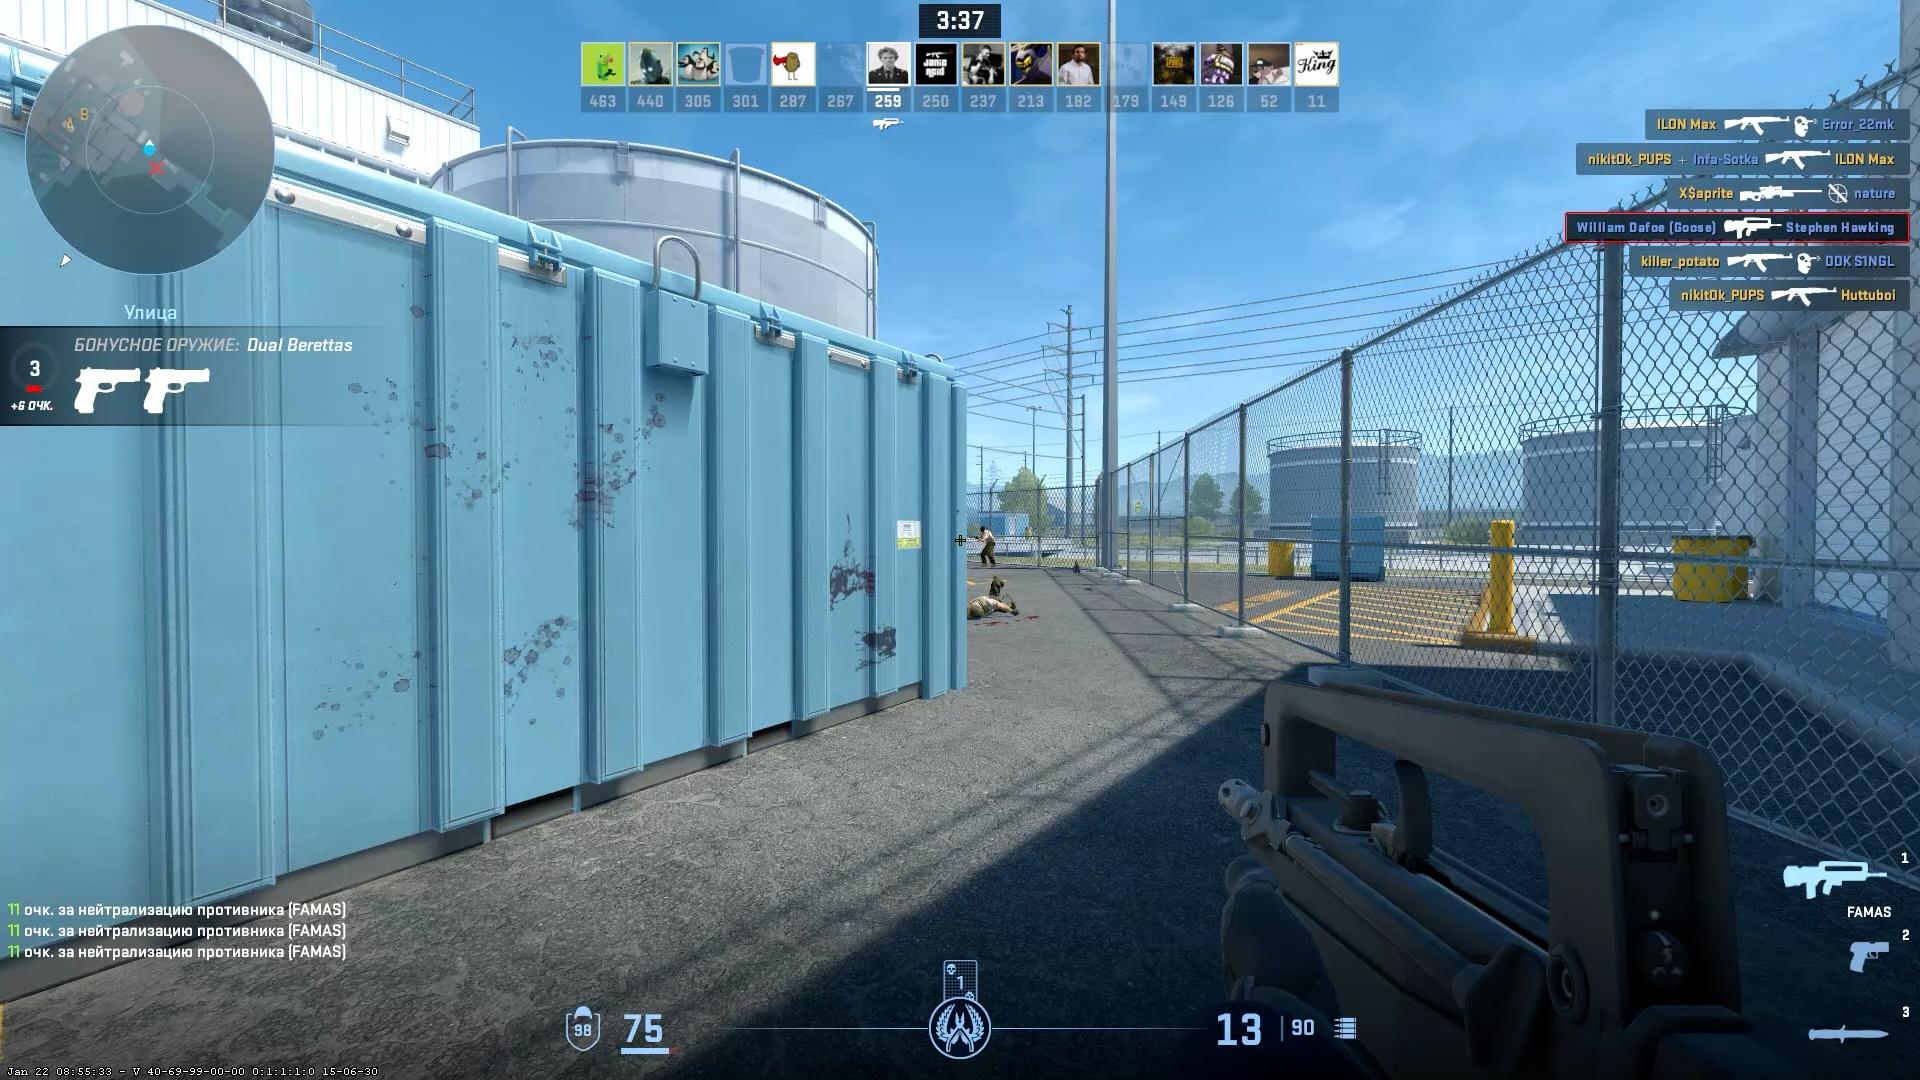 3:37
463 440 305 301 287 267 259 250 237 213 182 179 149 126 52 11
Janic Acid
King
B
ILON Max Error_22mk
nikit0k_PUPS + Infa-Sotka ILON Max
X$aprite nature
William Dafoe (Goose) Stephen Hawking
killer_potato DDK S1NGL
nikit0k_PUPS Huttuboi
Улица
БОНУСНОЕ ОРУЖИЕ: Dual Berettas
3
+6 ОЧК.
1
FAMAS
2
3
11 очк. за нейтрализацию противника (FAMAS)
11 очк. за нейтрализацию противника (FAMAS)
11 очк. за нейтрализацию противника (FAMAS)
1
98 75
13 | 90
Jan 22 08:55:33 - V 40-69-99-00-00 0:1:1:1:0 15-06-30